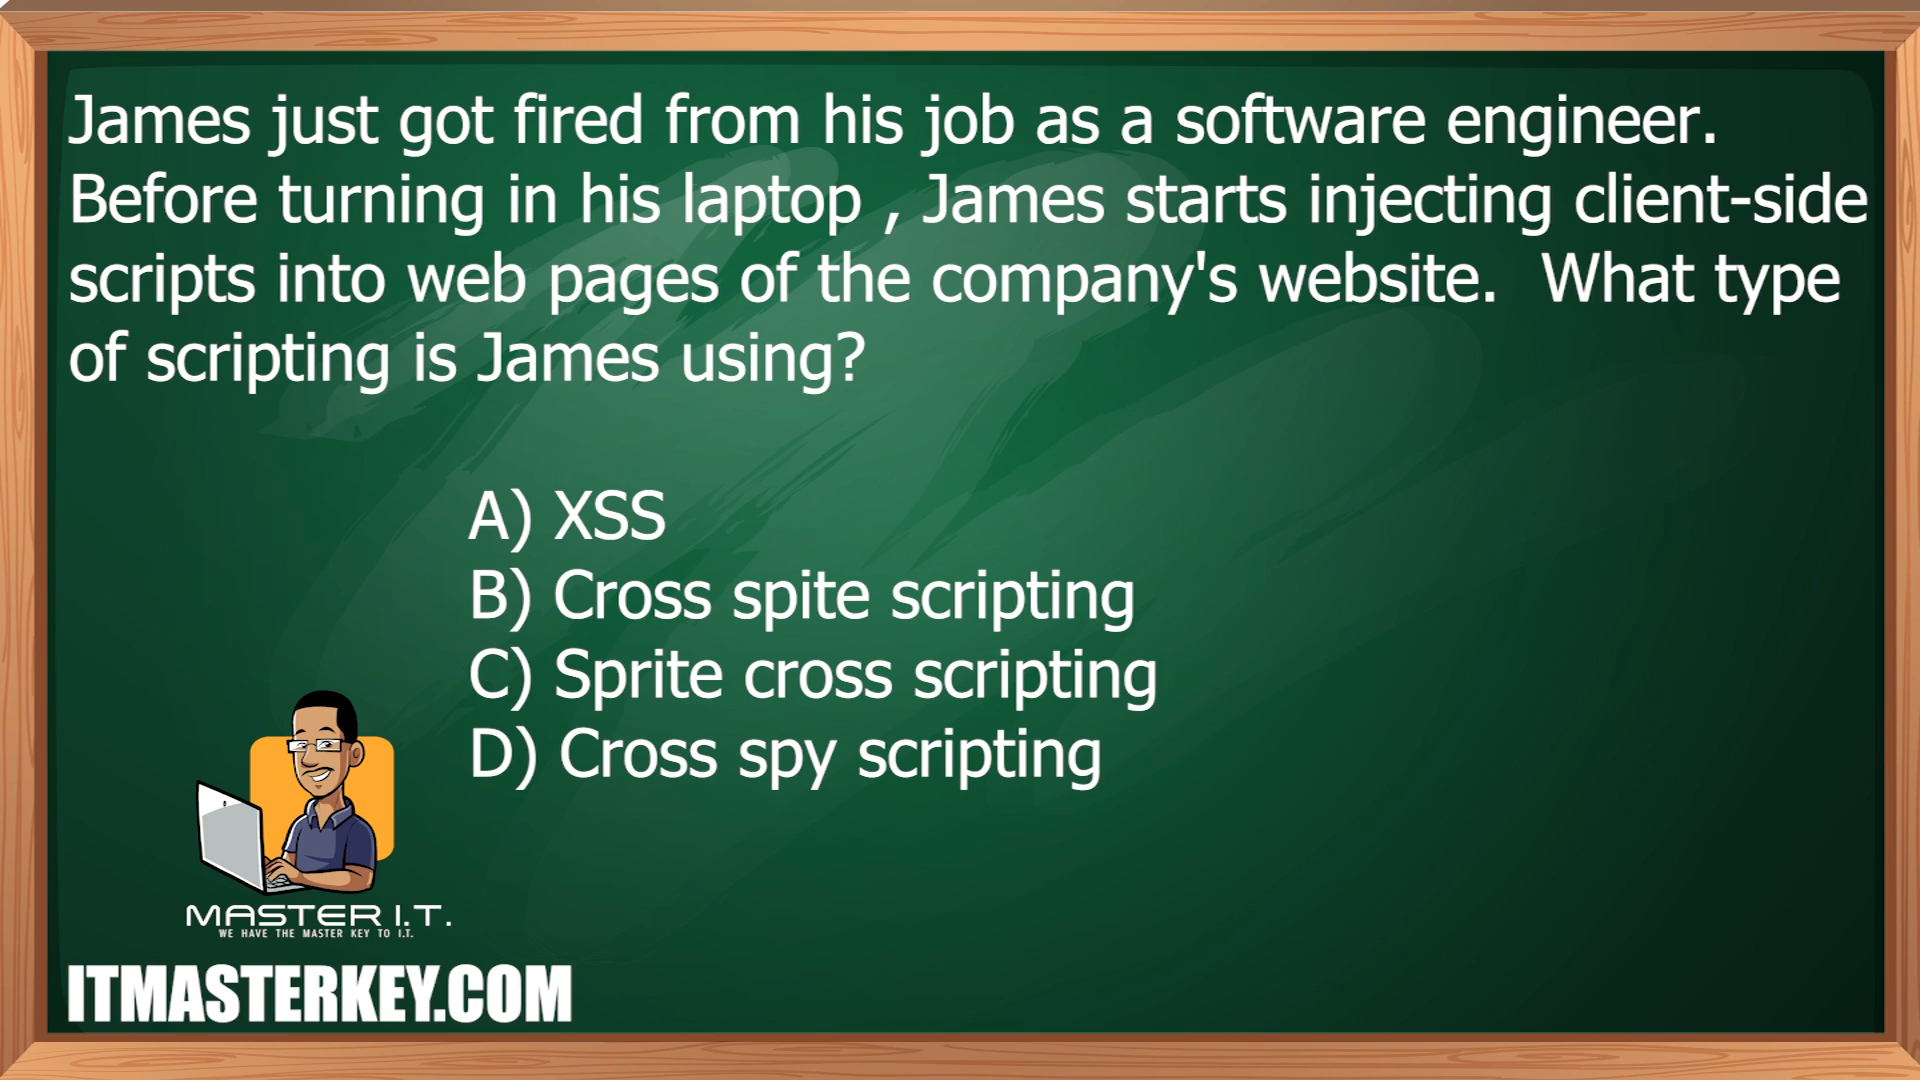 James just got fired from his job as a software engineer.
Before turning in his laptop , James starts injecting client-side
scripts into web pages of the company's website.  What type
of scripting is James using?
A) XSS
B) Cross spite scripting
C) Sprite cross scripting
D) Cross spy scripting
MASTER I.T.
WE HAVE THE MASTER KEY TO I.T.
ITMASTERKEY.COM